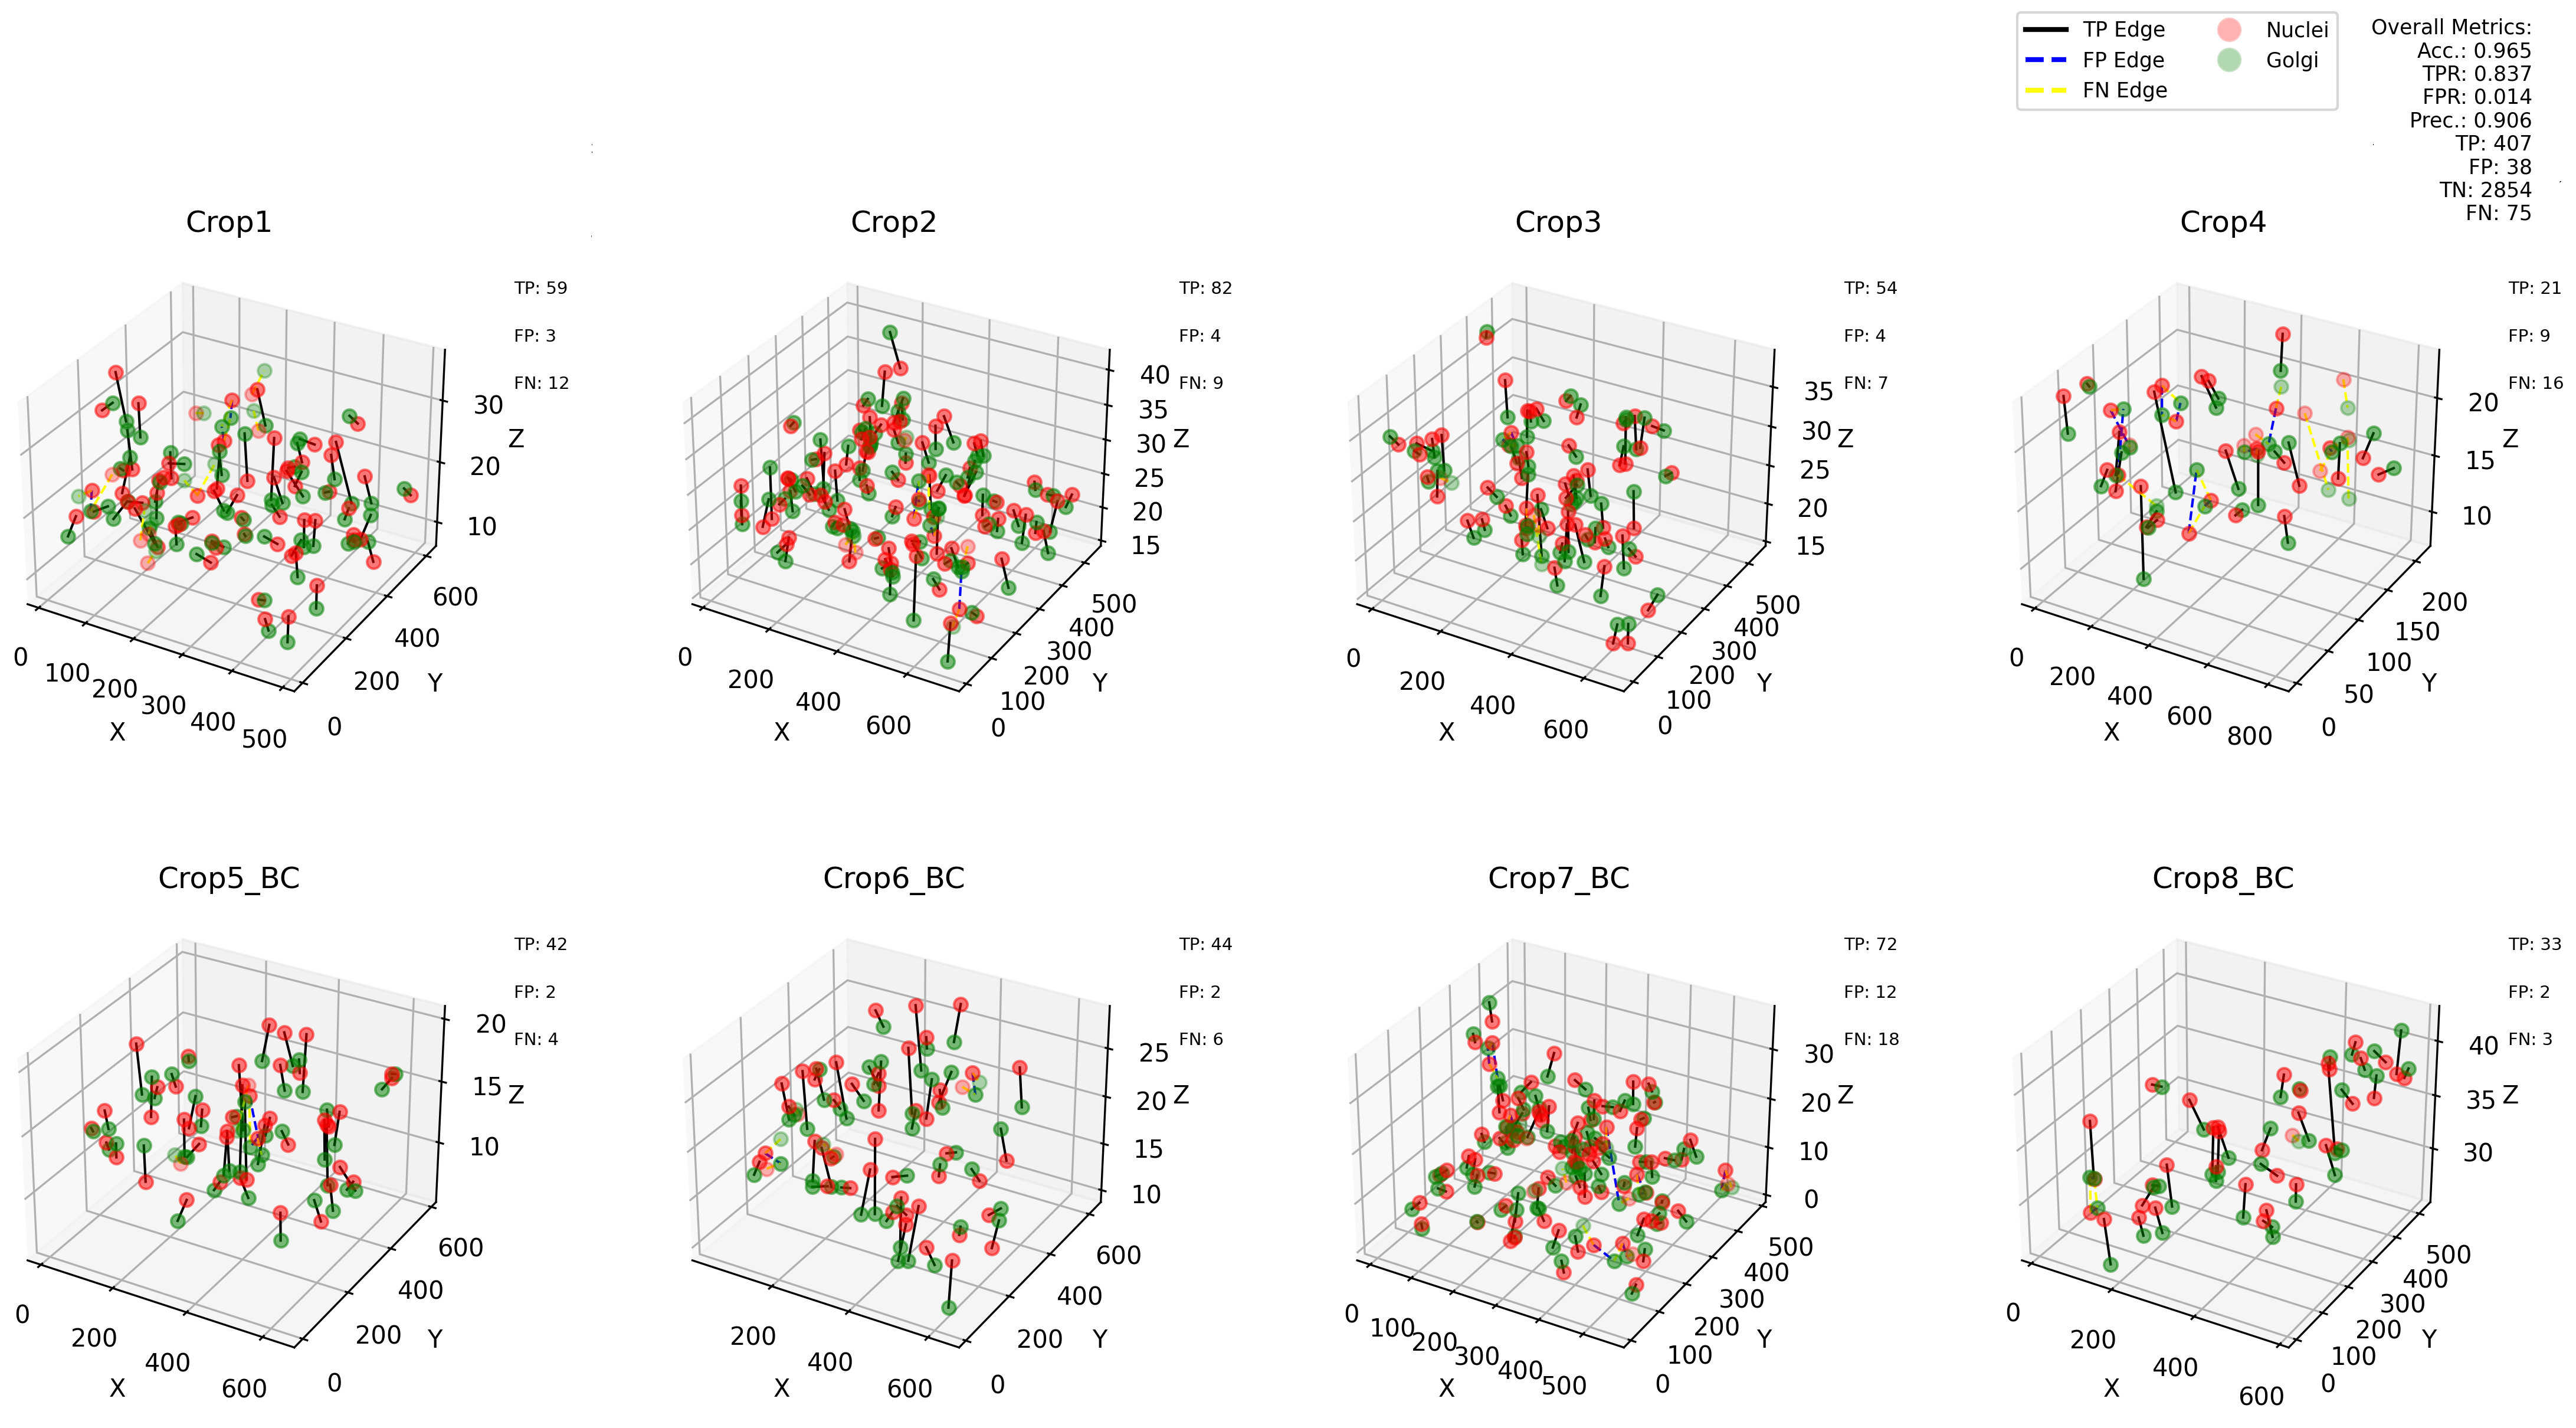 TP Edge
FP Edge
FN Edge
Nuclei
Golgi
Overall Metrics:
Acc.: 0.965
TPR: 0.837
FPR: 0.014
Prec.: 0.906
TP: 407
FP: 38
TN: 2854
FN: 75
Crop1
TP: 59
FP: 3
FN: 12
30
20
10
Z
600
400
200
0
Y
0
100
200
300
400
500
X
Crop2
TP: 82
FP: 4
FN: 9
40
35
30
25
20
15
Z
500
400
300
200
100
0
Y
0
200
400
600
X
Crop3
TP: 54
FP: 4
FN: 7
35
30
25
20
15
Z
500
400
300
200
100
0
Y
0
200
400
600
X
Crop4
TP: 21
FP: 9
FN: 16
20
15
10
Z
200
150
100
50
0
Y
0
200
400
600
800
X
Crop5_BC
TP: 42
FP: 2
FN: 4
20
15
10
Z
600
400
200
0
Y
0
200
400
600
X
Crop6_BC
TP: 44
FP: 2
FN: 6
25
20
15
10
Z
600
400
200
0
Y
200
400
600
X
Crop7_BC
TP: 72
FP: 12
FN: 18
30
20
10
0
Z
500
400
300
200
100
0
Y
0
100
200
300
400
500
X
Crop8_BC
TP: 33
FP: 2
FN: 3
40
35
30
Z
500
400
300
200
100
0
Y
0
200
400
600
X